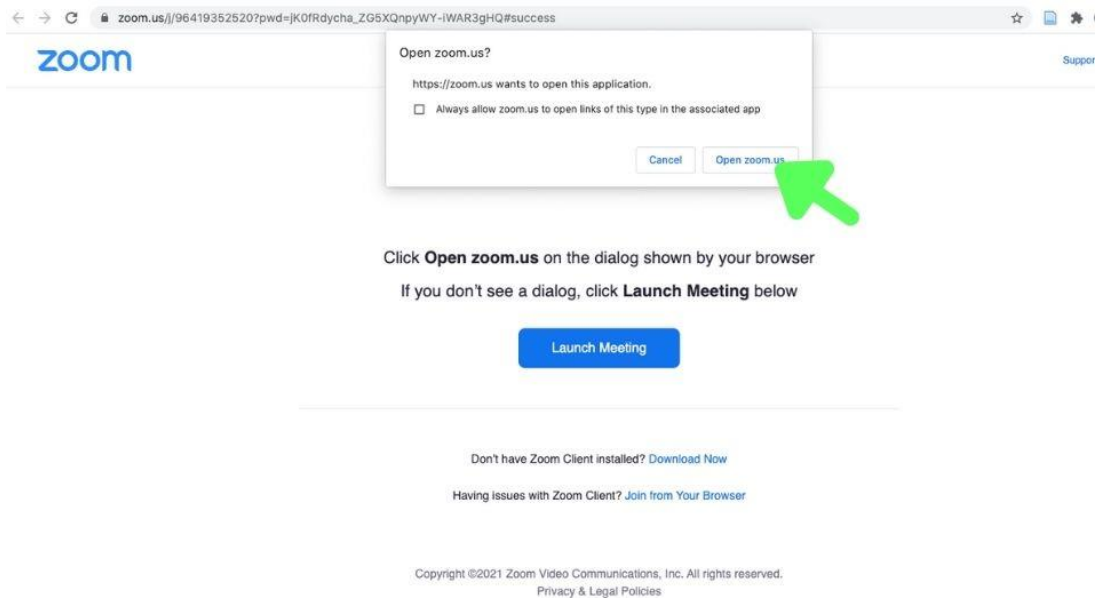 zoom.us/j/96419352520?pwd=jK0fRdycha_ZG5XQnpyWY-iWAR3gHQ#success
zoom
Suppor
Open zoom.us?
https://zoom.us wants to open this application.
Always allow zoom.us to open links of this type in the associated app
Cancel Open zoom.us
Click Open zoom.us on the dialog shown by your browser
If you don't see a dialog, click Launch Meeting below
Launch Meeting
Don't have Zoom Client installed? Download Now
Having issues with Zoom Client? Join from Your Browser
Copyright ©2021 Zoom Video Communications, Inc. All rights reserved.
Privacy & Legal Policies